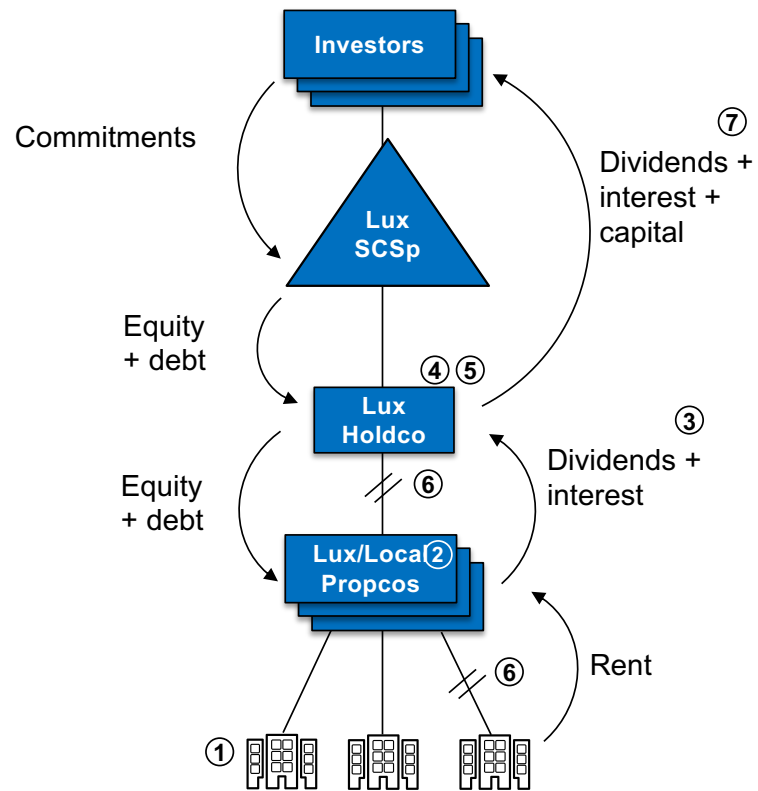 Investors
Commitments
⑦
Dividends +
interest +
capital
Lux
SCSp
Equity
+ debt
④ ⑤
Lux
Holdco
③
Dividends +
interest
Equity
+ debt
⑥
Lux/Local ②
Propcos
⑥
Rent
①